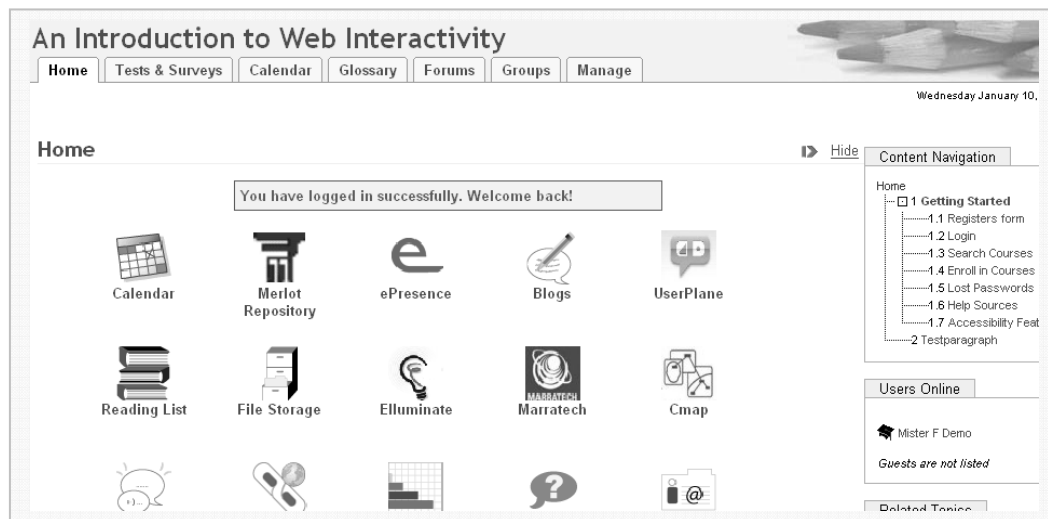 An Introduction to Web Interactivity
Home Tests & Surveys Calendar Glossary Forums Groups Manage
Wednesday January 10,
Home
Hide
You have logged in successfully. Welcome back!
Calendar
Merlot
Repository
ePresence
Blogs
UserPlane
Reading List
File Storage
Elluminate
MARRATECH
Marratech
Cmap
Content Navigation
Home
1 Getting Started
1.1 Registers form
1.2 Login
1.3 Search Courses
1.4 Enroll in Courses
1.5 Lost Passwords
1.6 Help Sources
1.7 Accessibility Feat
2 Testparagraph
Users Online
Mister F Demo
Guests are not listed
Related Topics